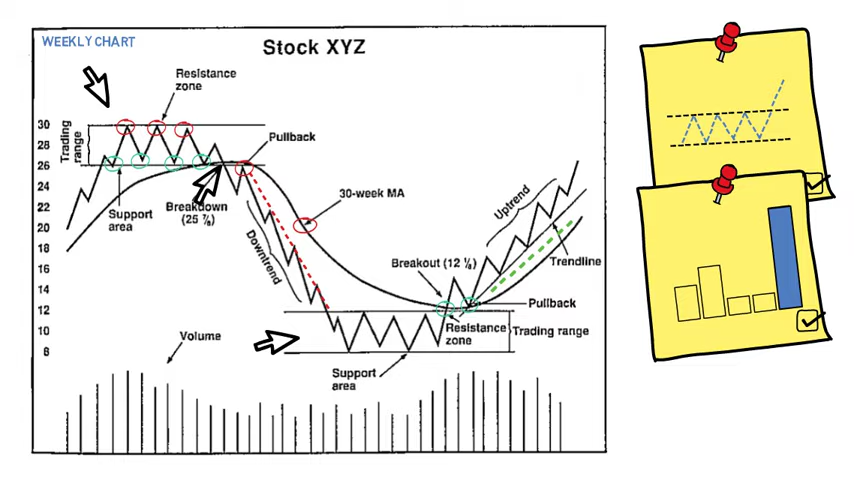 WEEKLY CHART
Stock XYZ
Resistance
zone
30
28
26
24
22
20
18
16
14
12
10
8
Trading
range
Pullback
Support
area
Breakdown
(25 ⅞)
30-week MA
Downtrend
Uptrend
Breakout (12 ⅛)
Trendline
Pullback
Resistance
zone
Trading range
Support
area
Volume